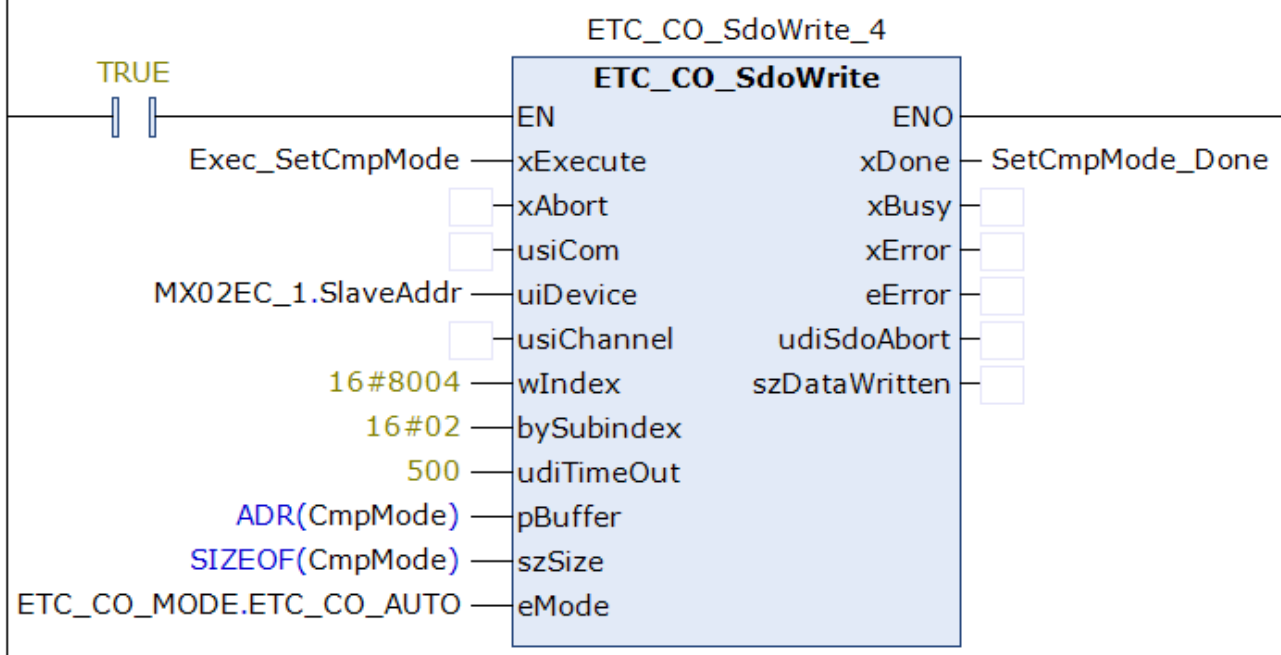 ETC_CO_SdoWrite_4
TRUE
ETC_CO_SdoWrite
EN ENO
Exec_SetCmpMode xExecute xDone SetCmpMode_Done
xAbort xBusy
usiCom xError
MX02EC_1.SlaveAddr uiDevice eError
usiChannel udiSdoAbort
16#8004 wIndex szDataWritten
16#02 bySubindex
500 udiTimeOut
ADR(CmpMode) pBuffer
SIZEOF(CmpMode) szSize
ETC_CO_MODE.ETC_CO_AUTO eMode